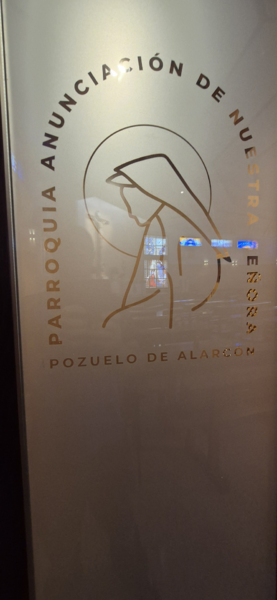 PARROQUIA ANUNCIACIÓN DE NUESTRA SEÑORA
POZUELO DE ALARCÓN